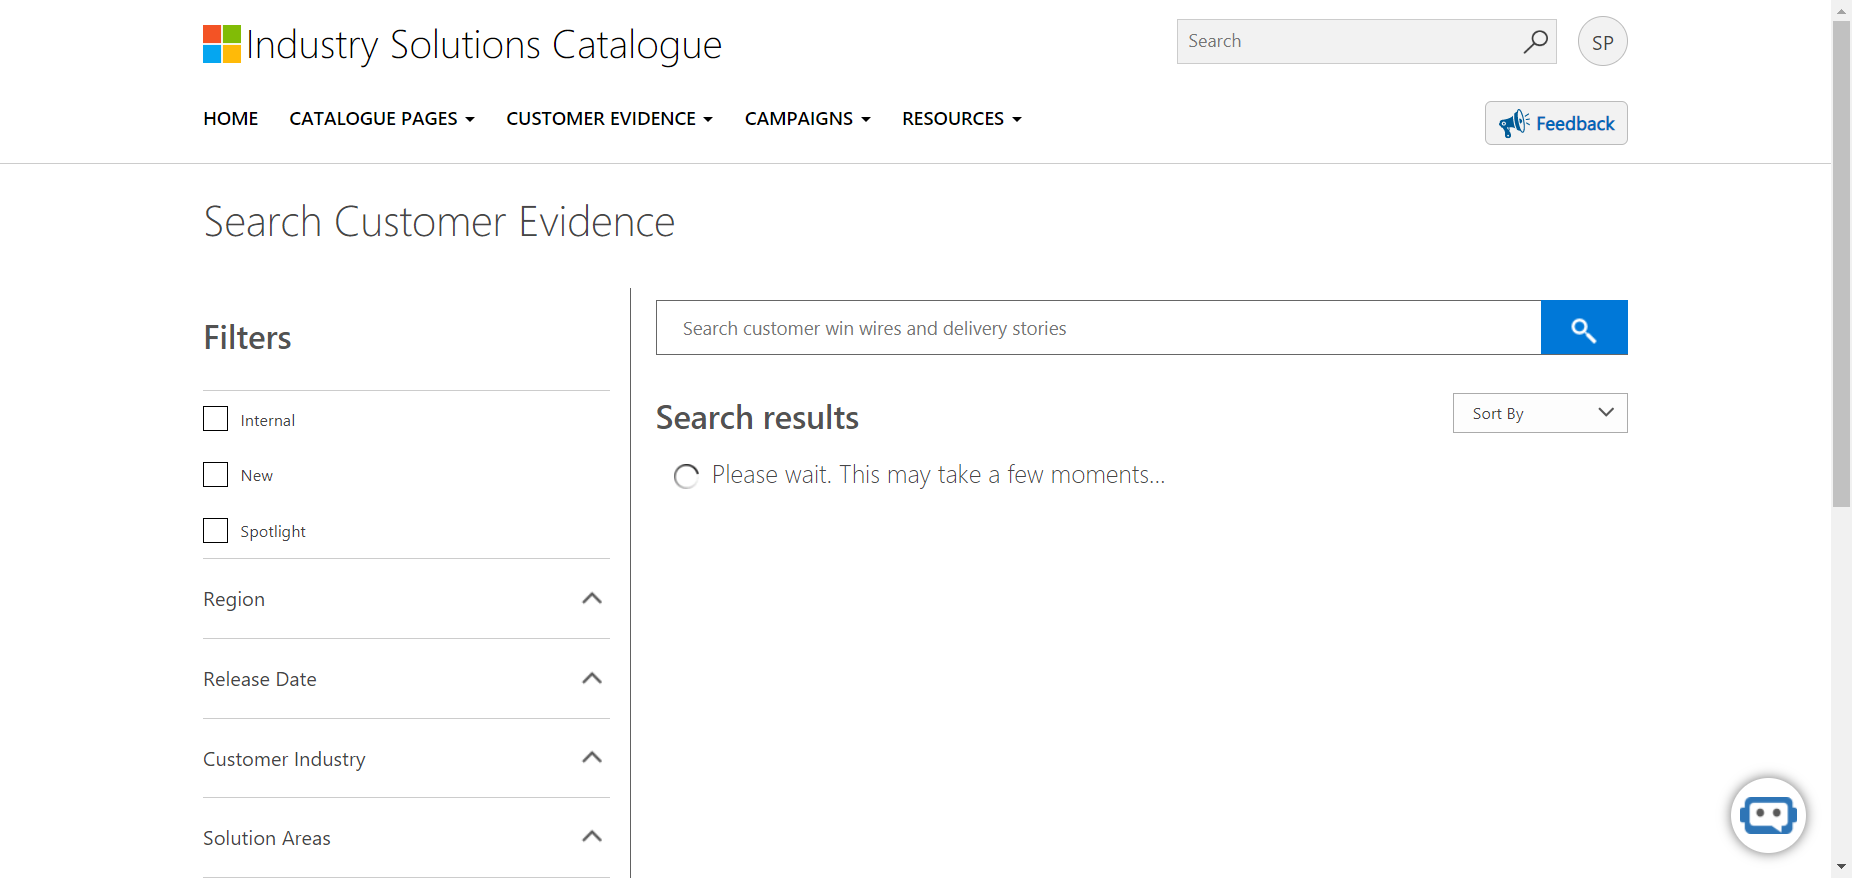 Industry Solutions Catalogue
Search
SP
HOME
CATALOGUE PAGES
CUSTOMER EVIDENCE
CAMPAIGNS
RESOURCES
Feedback
Search Customer Evidence
Filters
Internal
New
Spotlight
Region
Release Date
Customer Industry
Solution Areas
Search customer win wires and delivery stories
Search results
Sort By
Please wait. This may take a few moments...